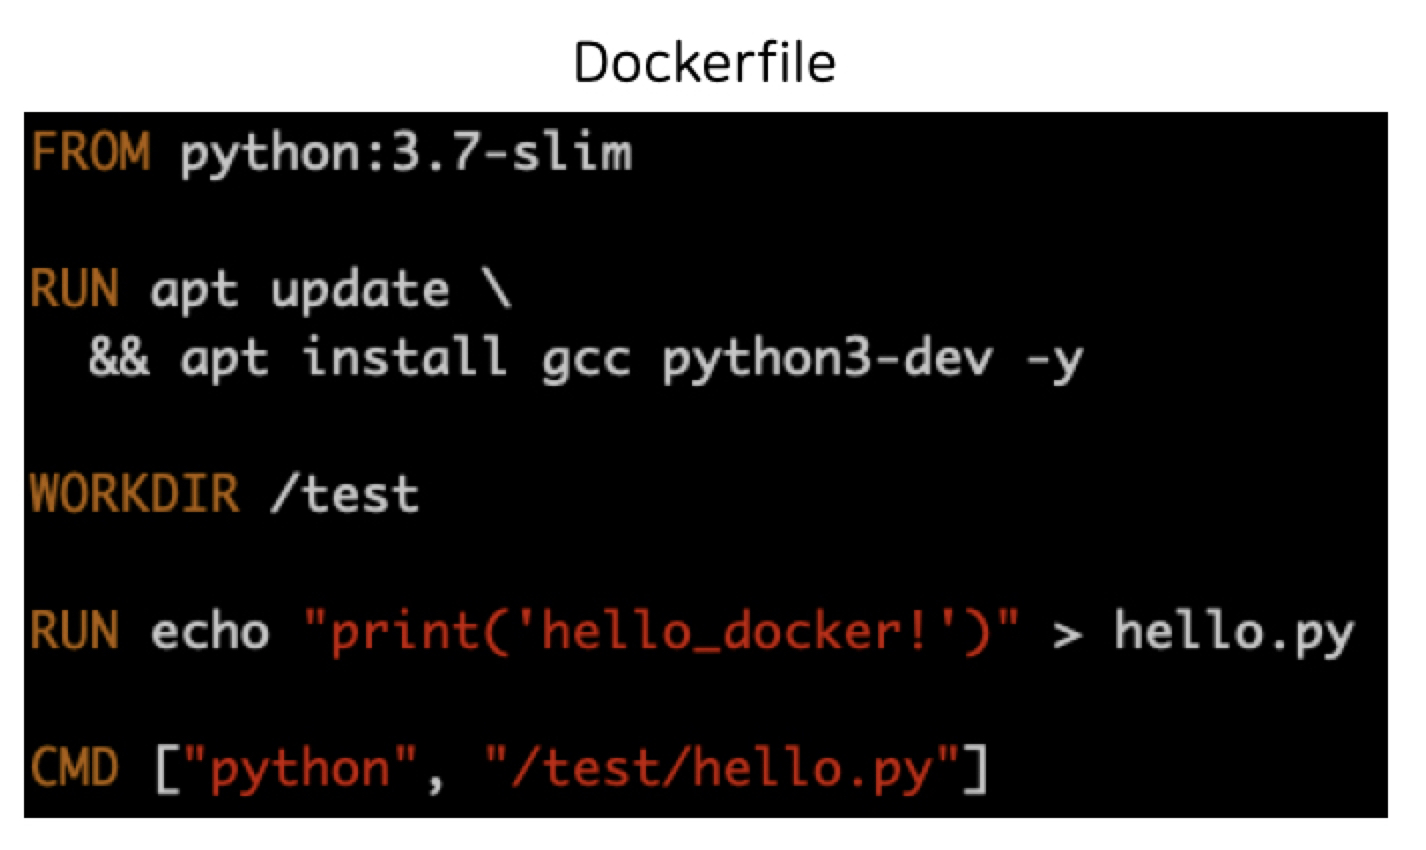 Dockerfile
FROM python:3.7-slim
RUN apt update \
&& apt install gcc python3-dev -y
WORKDIR /test
RUN echo "print('hello_docker!')" > hello.py
CMD ["python", "/test/hello.py"]